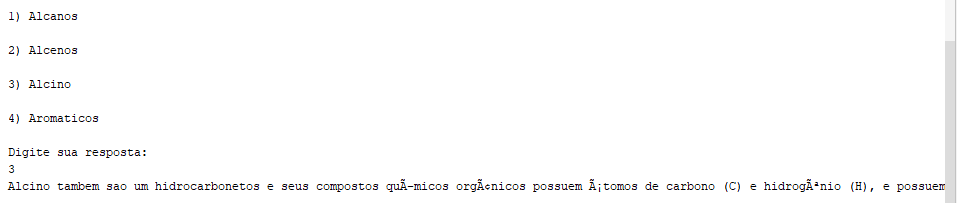 1) Alcanos
2) Alcenos
3) Alcino
4) Aromaticos
Digite sua resposta:
3
Alcino tambem sao um hidrocarbonetos e seus compostos quÃ­micos orgÃ¢nicos possuem Ã¡tomos de carbono (C) e hidrogÃªnio (H), e possuem